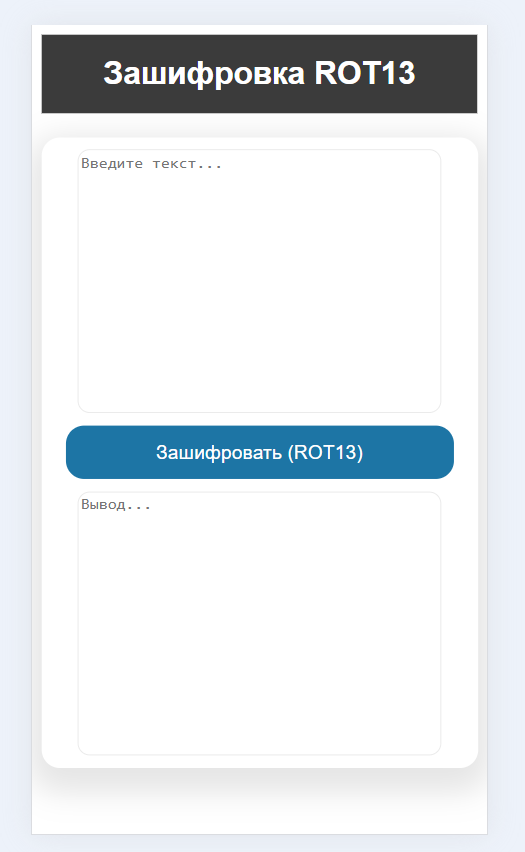 Зашифровка ROT13
Введите текст...
Зашифровать (ROT13)
Вывод...